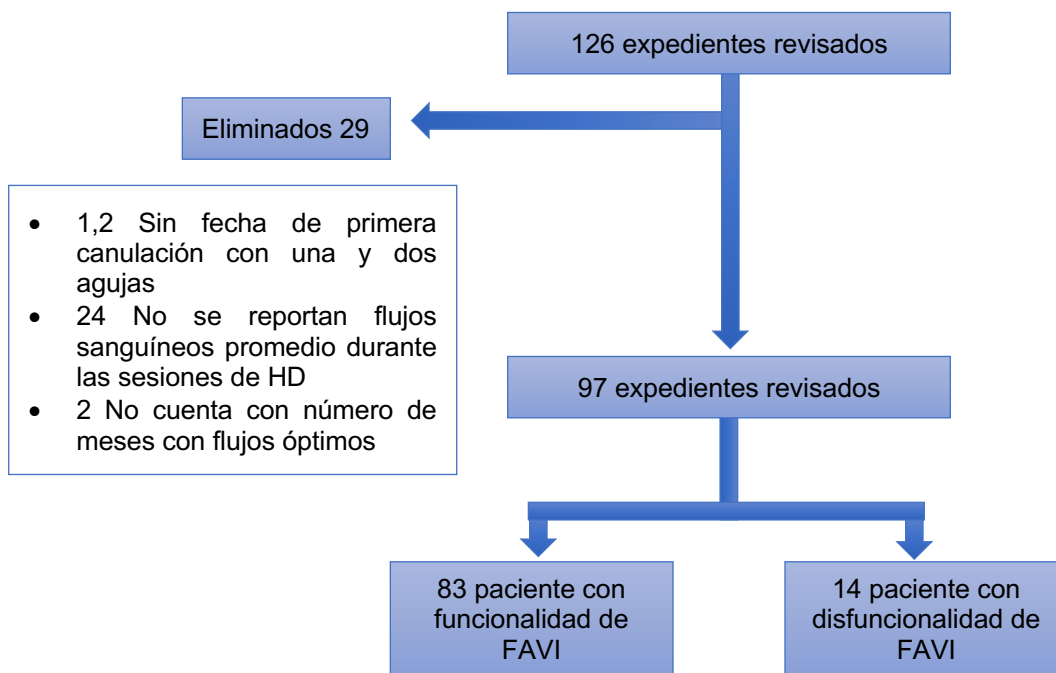 126 expedientes revisados
Eliminados 29
• 1,2 Sin fecha de primera
canulación con una y dos
agujas
• 24 No se reportan flujos
sanguíneos promedio durante
las sesiones de HD
• 2 No cuenta con número de
meses con flujos óptimos
97 expedientes revisados
83 paciente con
funcionalidad de
FAVI
14 paciente con
disfuncionalidad de
FAVI